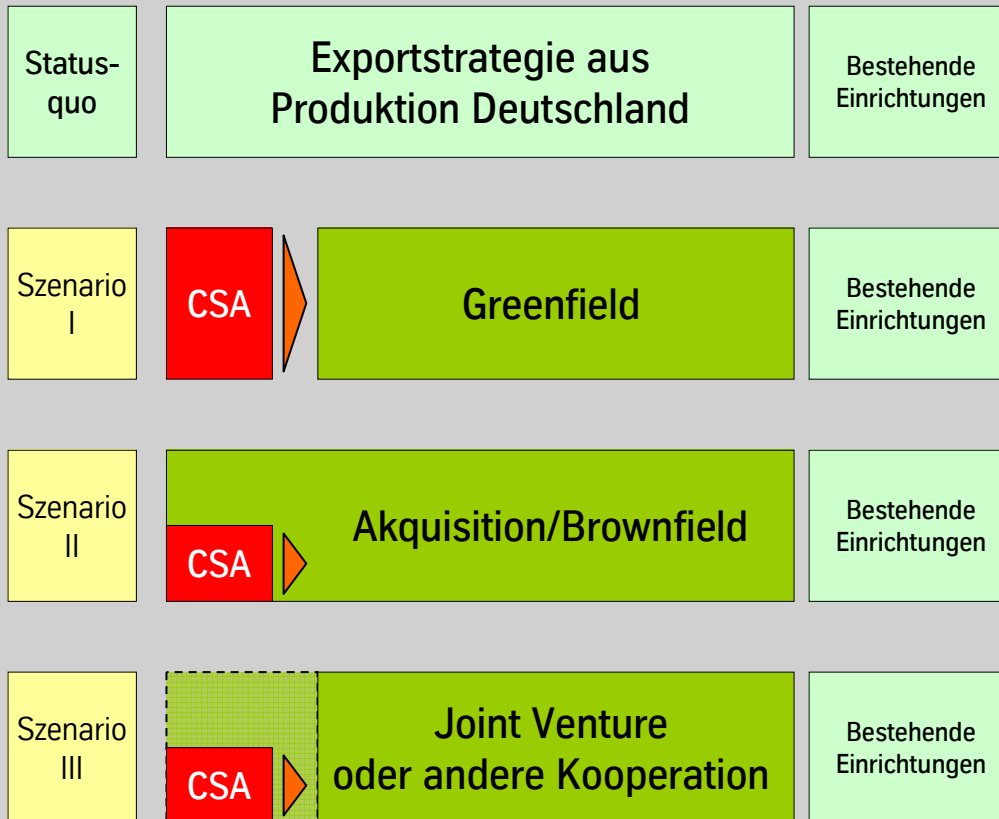 Status-
quo
Exportstrategie aus
Produktion Deutschland
Bestehende
Einrichtungen
Szenario
I
CSA
Greenfield
Bestehende
Einrichtungen
Szenario
II
CSA
Akquisition/Brownfield
Bestehende
Einrichtungen
Szenario
III
CSA
Joint Venture
oder andere Kooperation
Bestehende
Einrichtungen